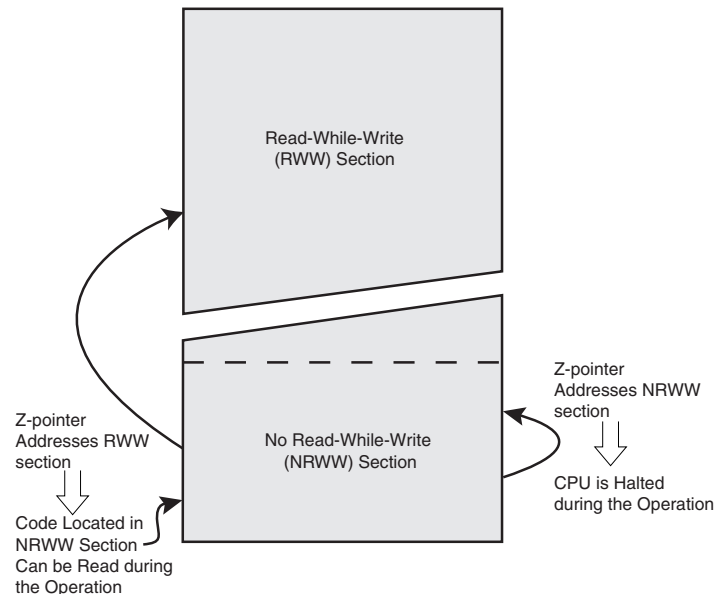 Read-While-Write
(RWW) Section
Z-pointer
Addresses NRWW
section
Z-pointer
Addresses RWW
section
No Read-While-Write
(NRWW) Section
CPU is Halted
during the Operation
Code Located in
NRWW Section
Can be Read during
the Operation